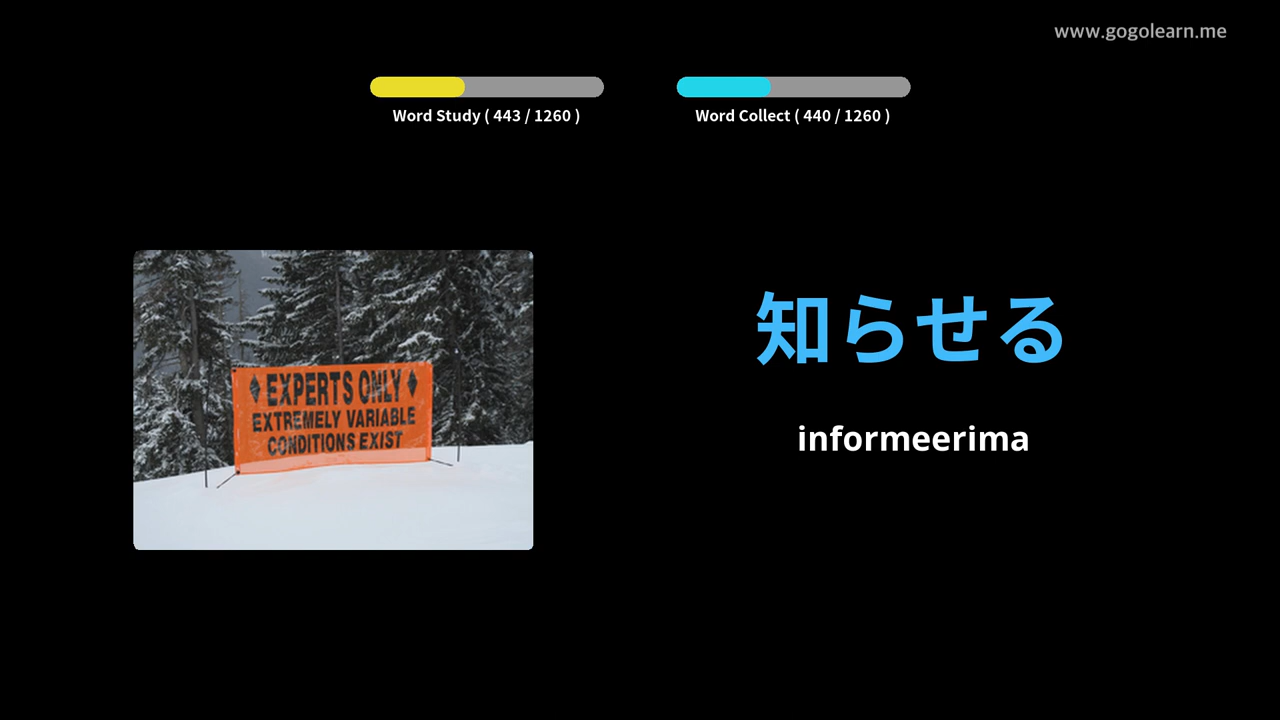 www.gogolearn.me
Word Study ( 443 / 1260 )
Word Collect ( 440 / 1260 )
EXPERTS ONLY
EXTREMELY VARIABLE
CONDITIONS EXIST
知らせる
informeerima